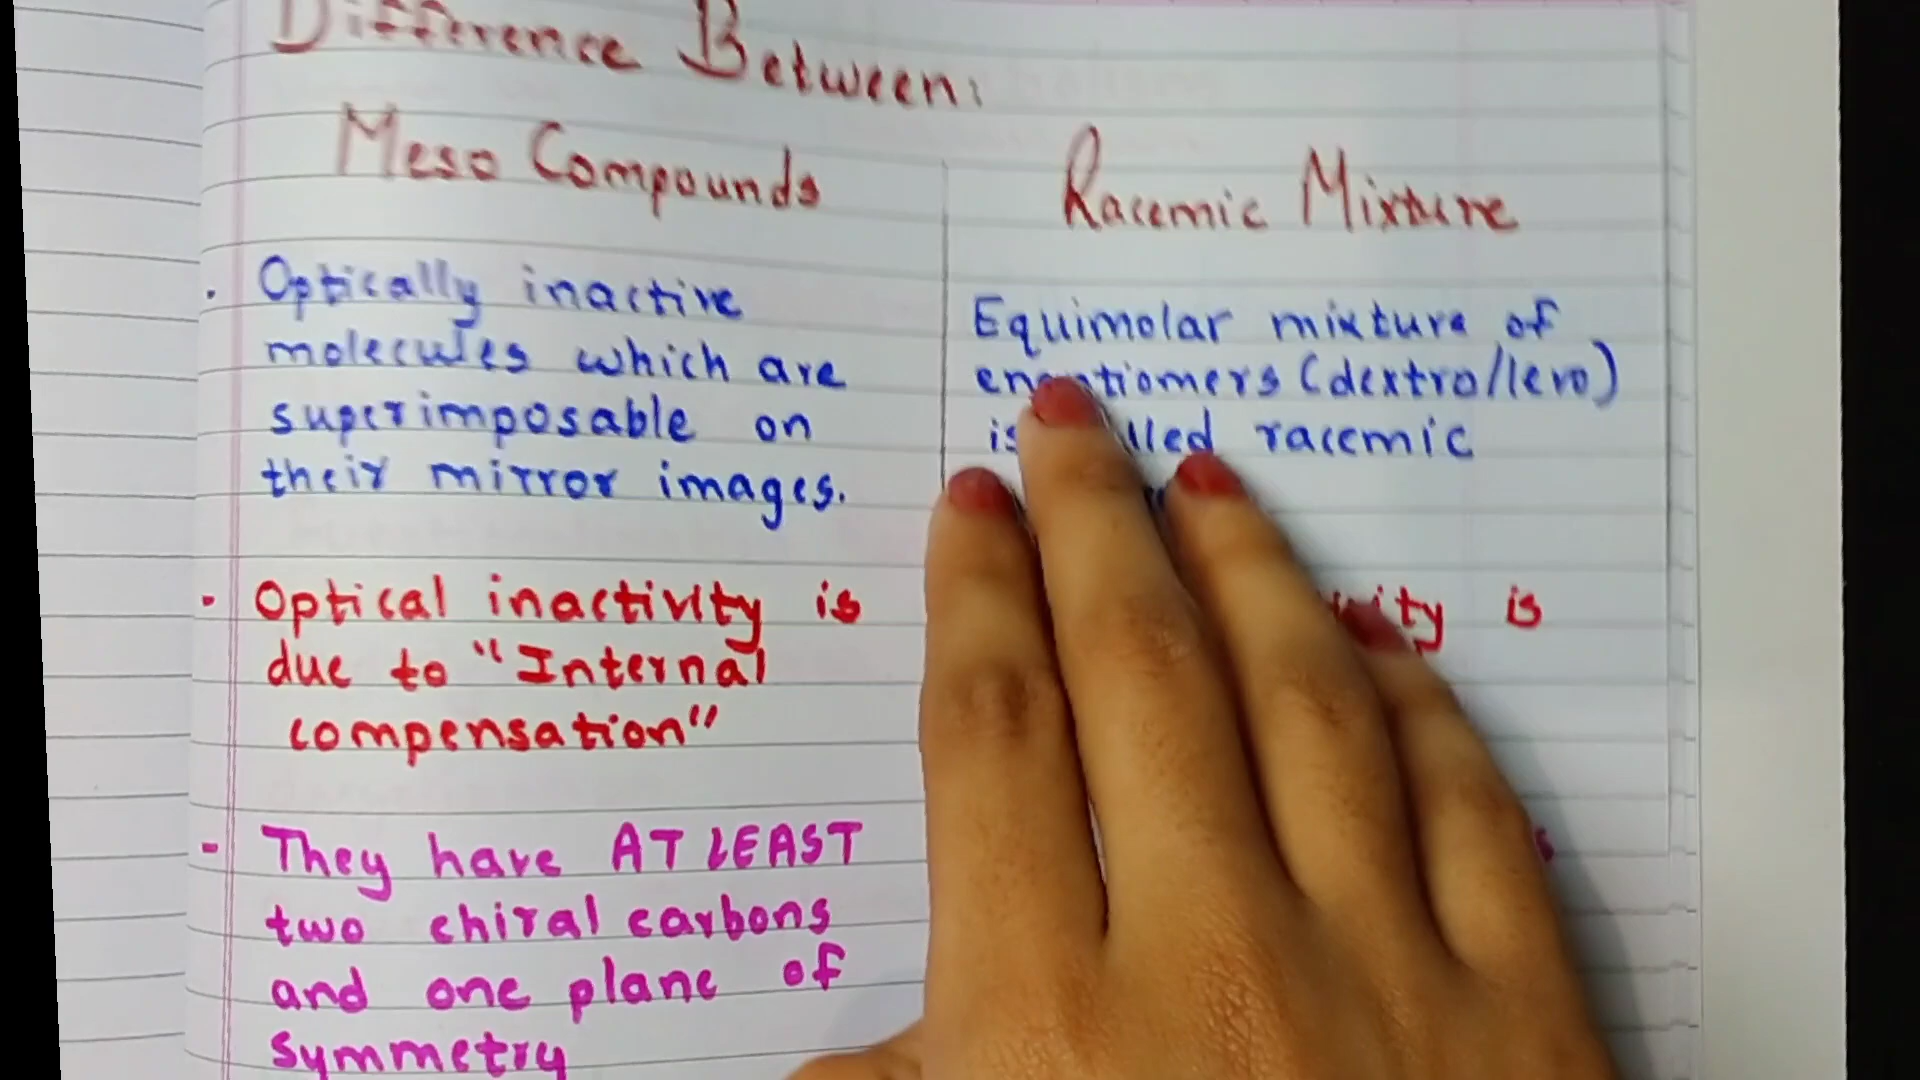 Difference Between:
Meso Compounds
· Optically inactive
molecules which are
superimposable on
their mirror images.
· Optical inactivity is
due to "Internal
compensation"
- They have AT LEAST
two chiral carbons
and one plane of
symmetry
Racemic Mixture
Equimolar mixture of
enantiomers (dextro/levo)
is called racemic
is